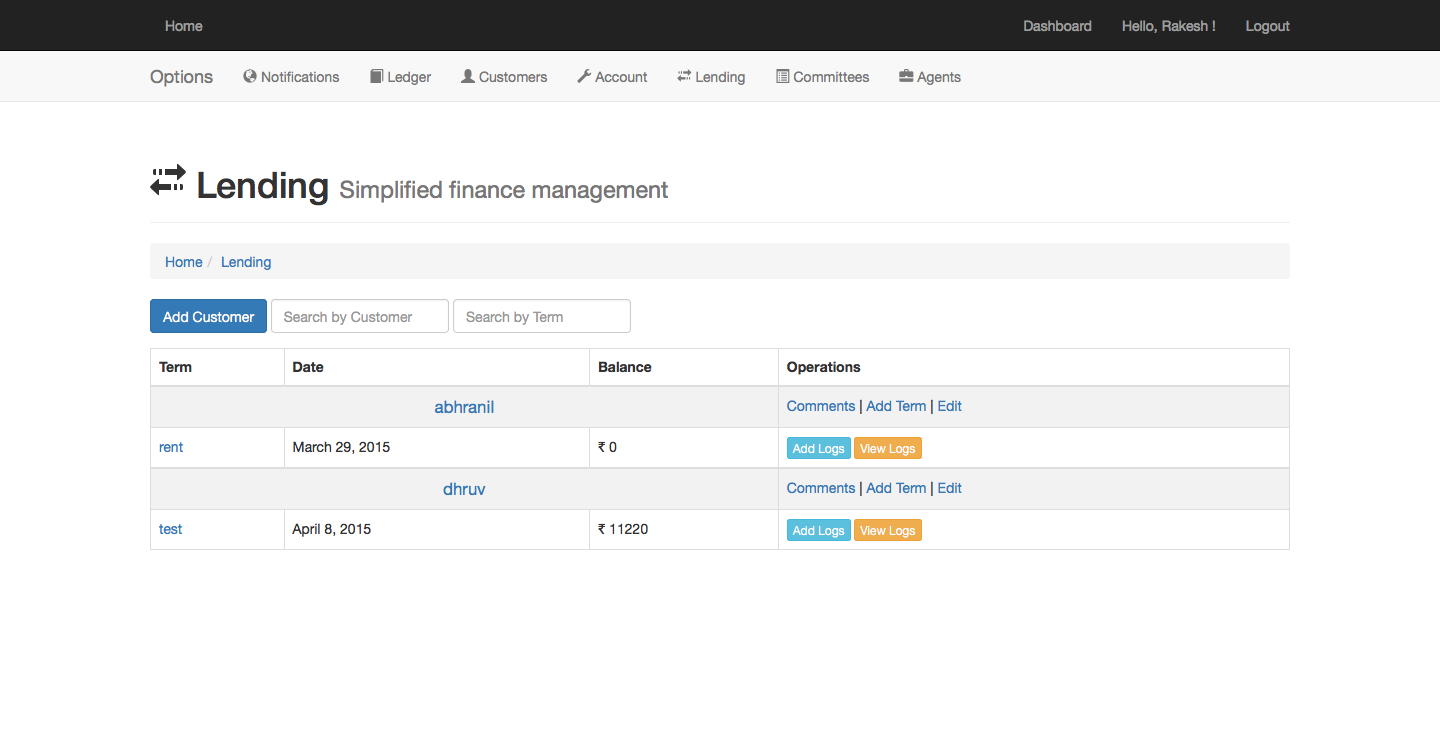 Home Dashboard Hello, Rakesh ! Logout
Options Notifications Ledger Customers Account Lending Committees Agents
Lending Simplified finance management
Home / Lending
Add Customer Search by Customer Search by Term
Term Date Balance Operations
abhranil Comments | Add Term | Edit
rent March 29, 2015 ₹ 0 Add Logs View Logs
dhruv Comments | Add Term | Edit
test April 8, 2015 ₹ 11220 Add Logs View Logs